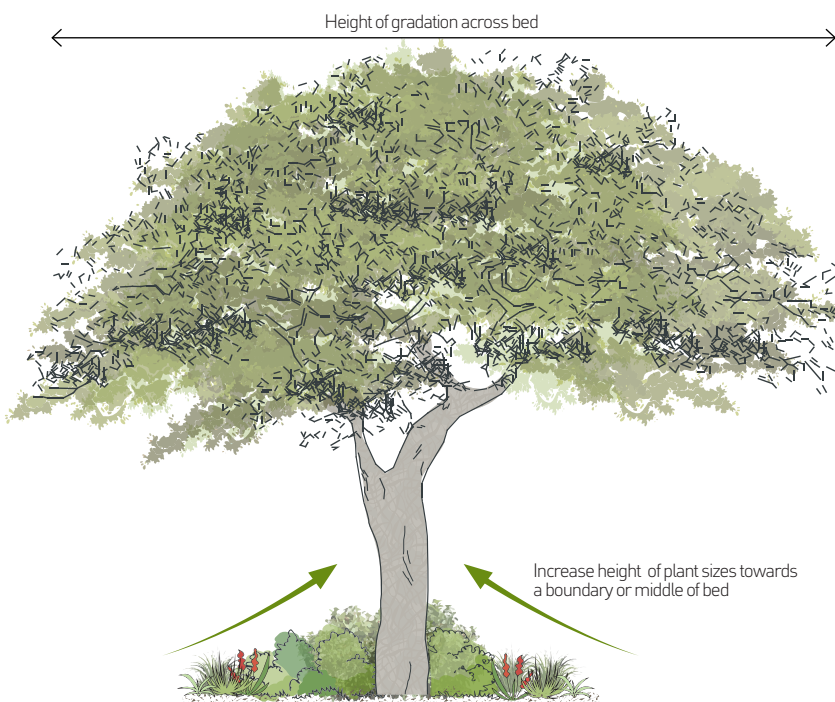 Height of gradation across bed
Increase height of plant sizes towards
a boundary or middle of bed